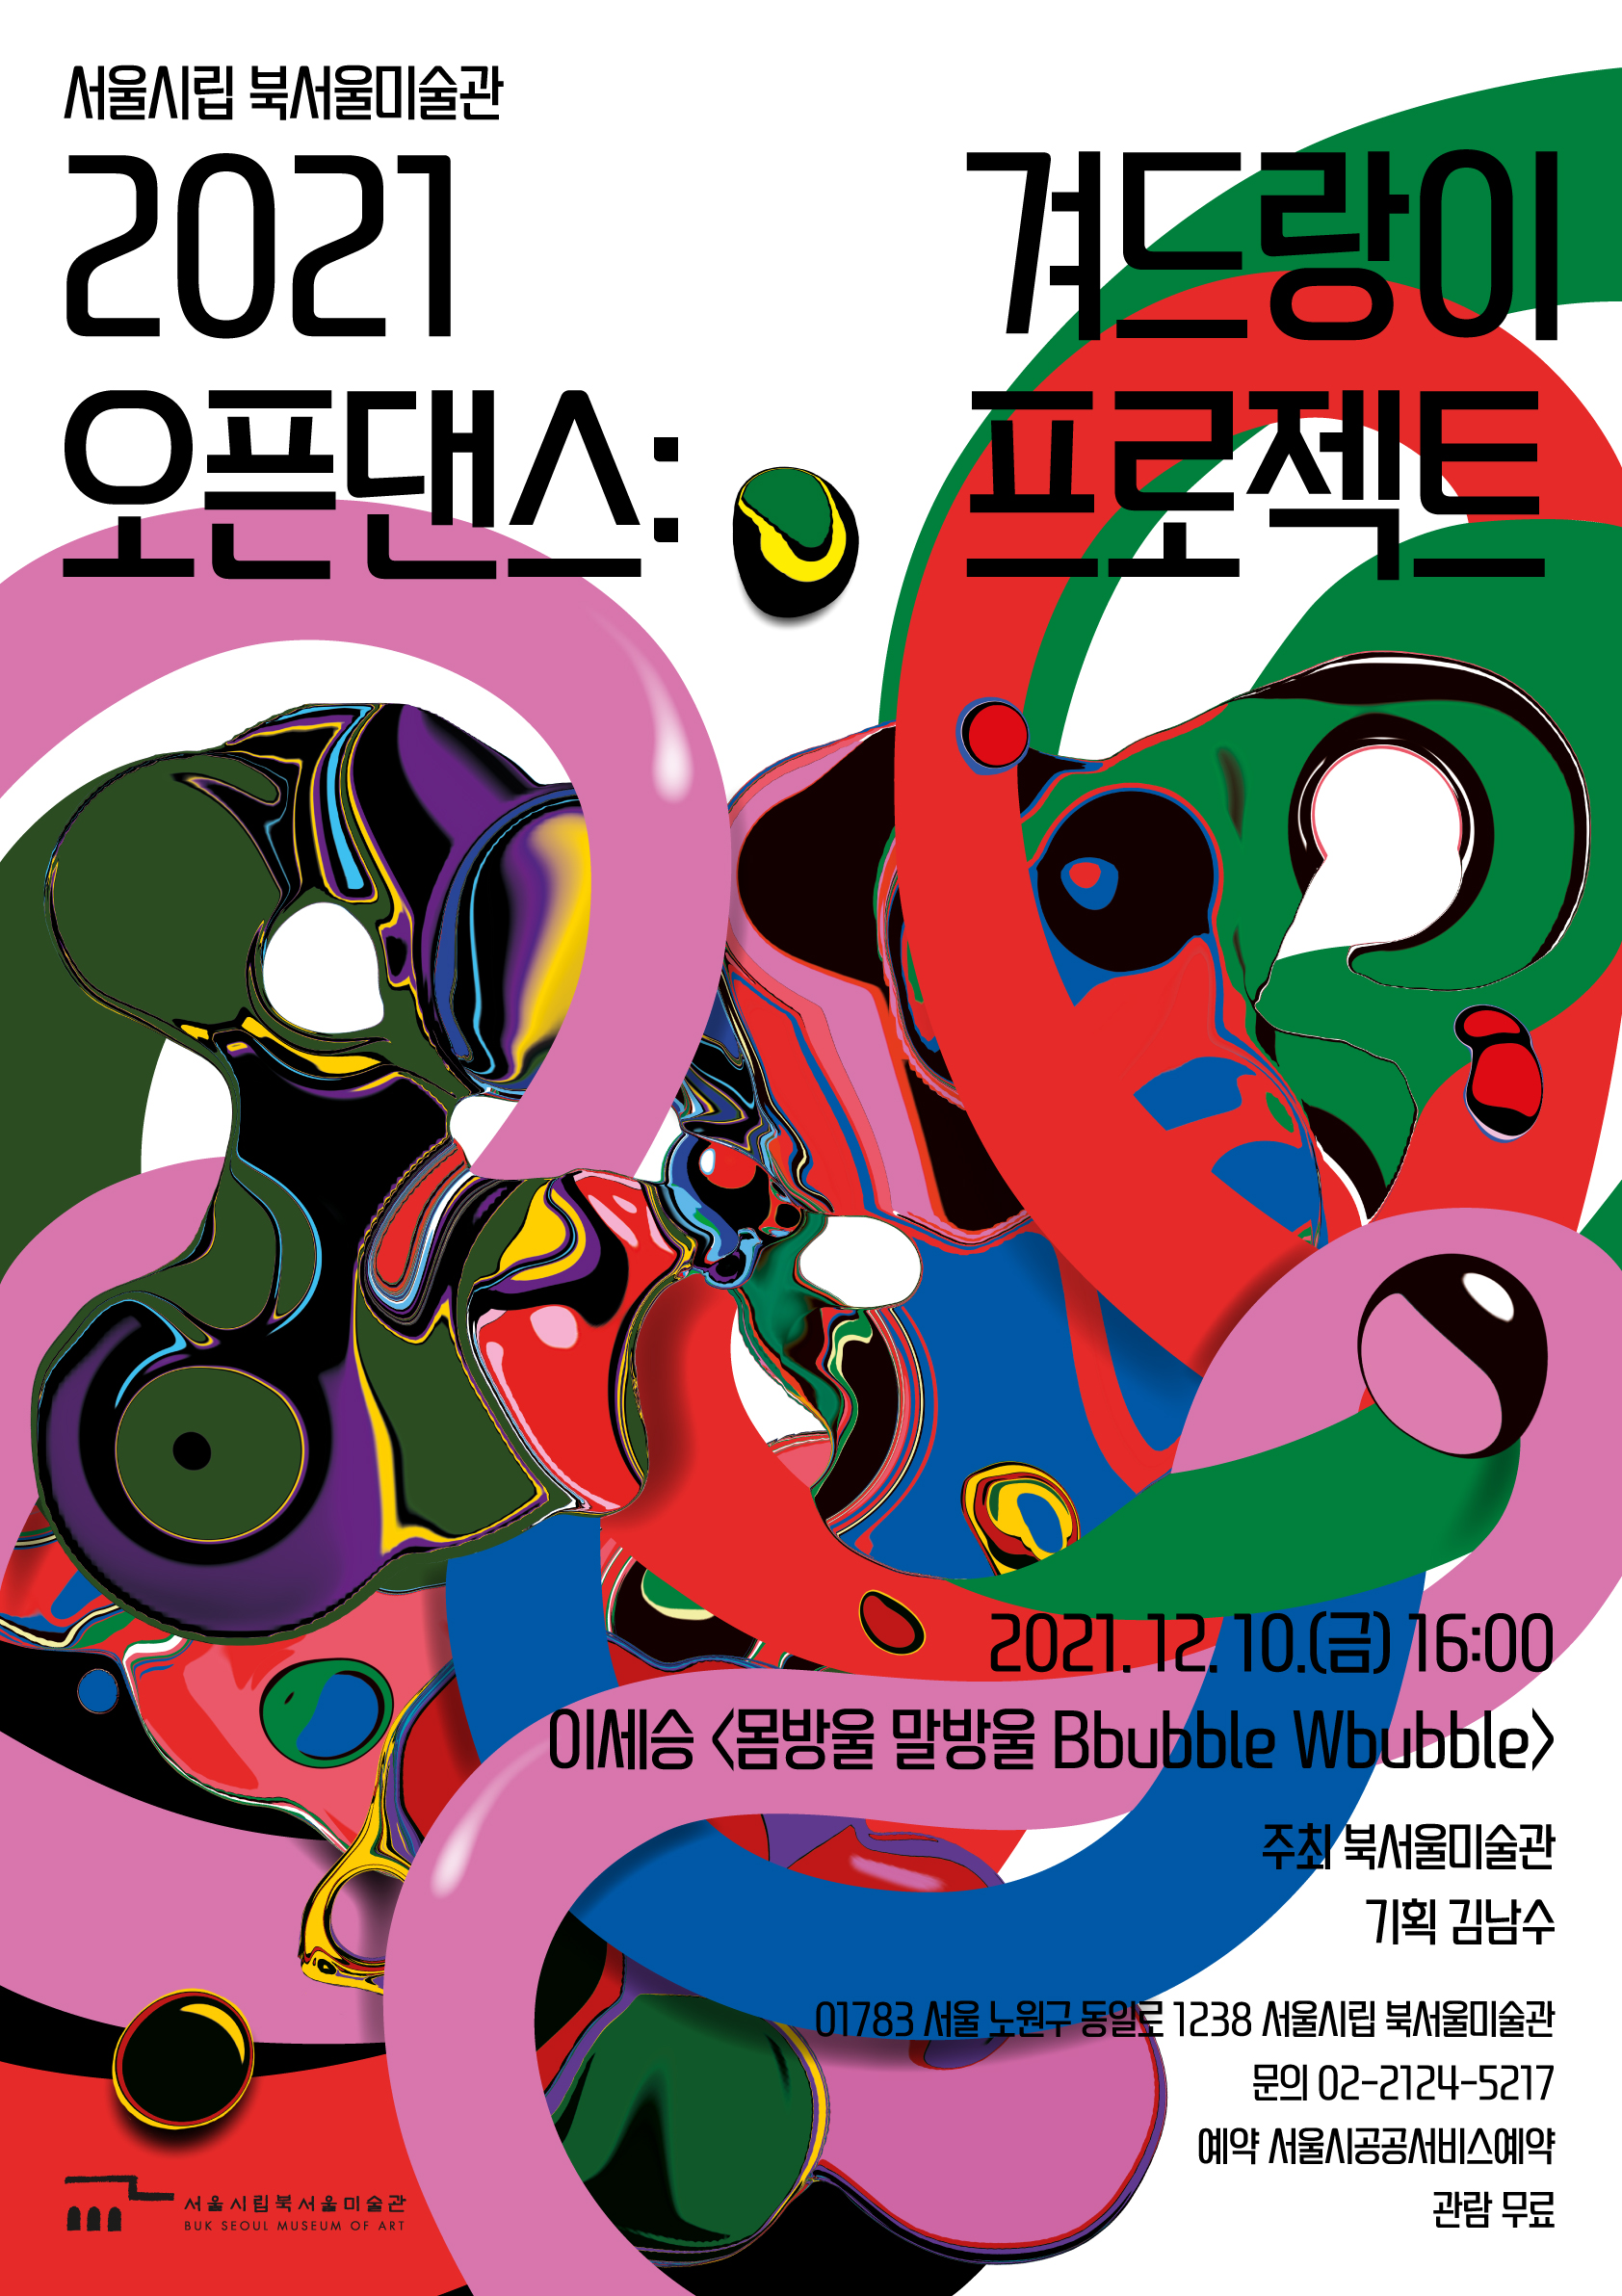 서울시립 북서울미술관
2021
오픈댄스:
겨드랑이
프로젝트
2021. 12. 10.(금) 16:00
이세승 <몸방울 말방울 Bbubble Wbubble>
주최 북서울미술관
기획 김남수
01783 서울 노원구 동일로 1238 서울시립 북서울미술관
문의 02-2124-5217
예약 서울시공공서비스예약
관람 무료
서울시립북서울미술관
BUK SEOUL MUSEUM OF ART